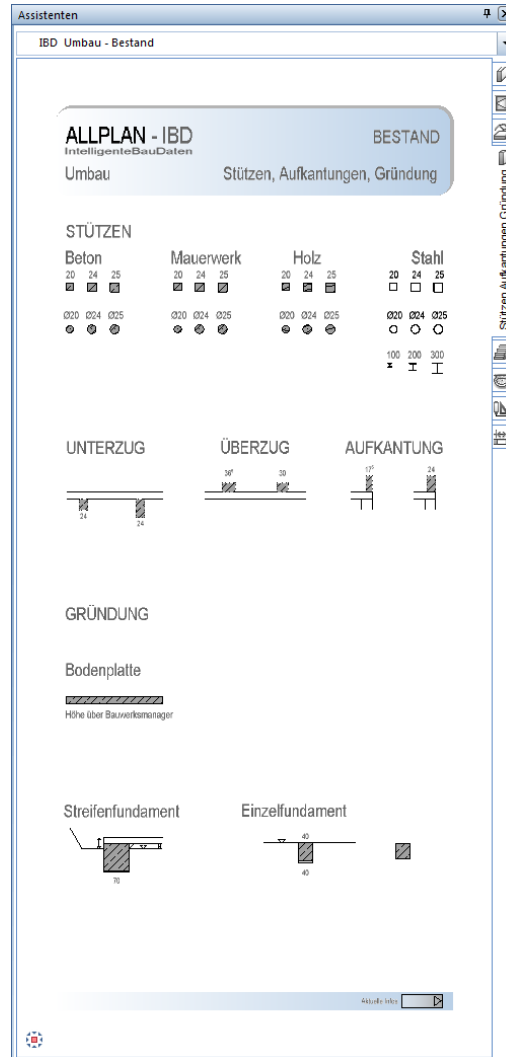 Assistenten
IBD Umbau - Bestand
ALLPLAN - IBD
IntelligenteBauDaten
BESTAND
Umbau
Stützen, Aufkantungen, Gründung
Stützen Aufkantungen Gründung
STÜTZEN
Beton Mauerwerk Holz Stahl
20 24 25 20 24 25 20 24 25 20 24 25
Ø20 Ø24 Ø25 Ø20 Ø24 Ø25 Ø20 Ø24 Ø25 Ø20 Ø24 Ø25
100 200 300
UNTERZUG ÜBERZUG AUFKANTUNG
36⁵ 30 17⁵ 24
24
24
GRÜNDUNG
Bodenplatte
Höhe über Bauwerksmanager
Streifenfundament Einzelfundament
40
40
70
Aktuelle Infos